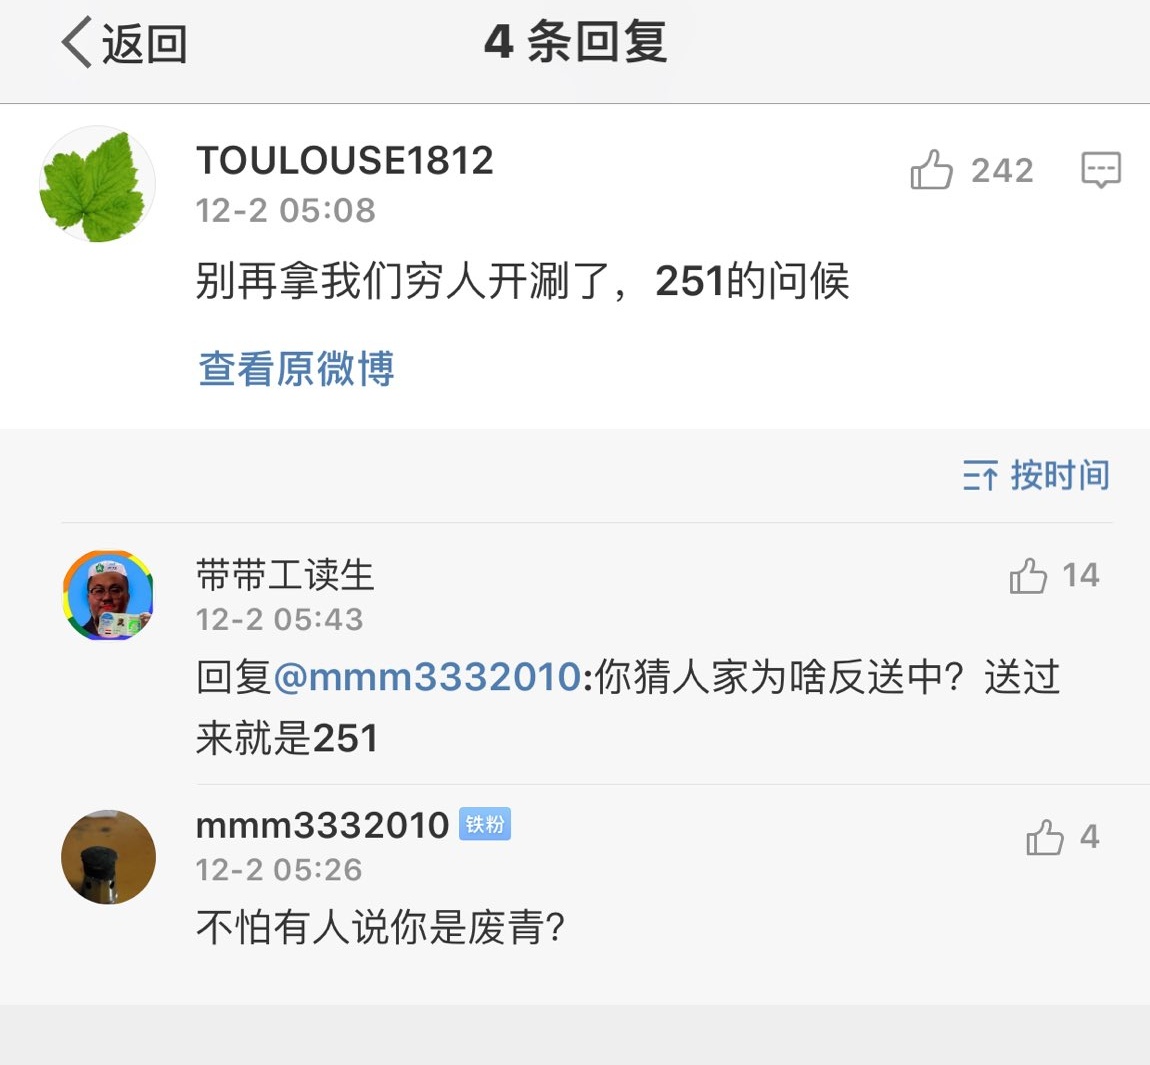 返回
4 条回复
TOULOUSE1812
242
12-2 05:08
别再拿我们穷人开涮了，251的问候
查看原微博
按时间
带带工读生
14
12-2 05:43
回复@mmm3332010:你猜人家为啥反送中？送过
来就是251
mmm3332010 铁粉
4
12-2 05:26
不怕有人说你是废青？